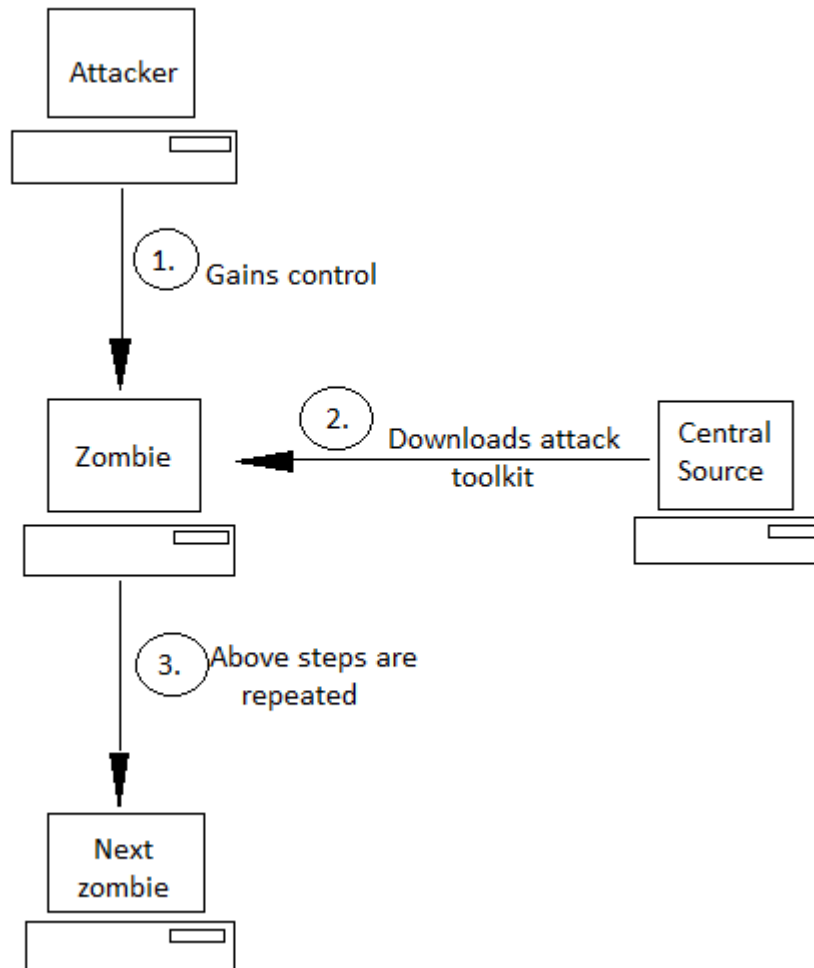 Attacker
1.
Gains control
Zombie
2.
Downloads attack
toolkit
Central
Source
3.
Above steps are
repeated
Next
zombie